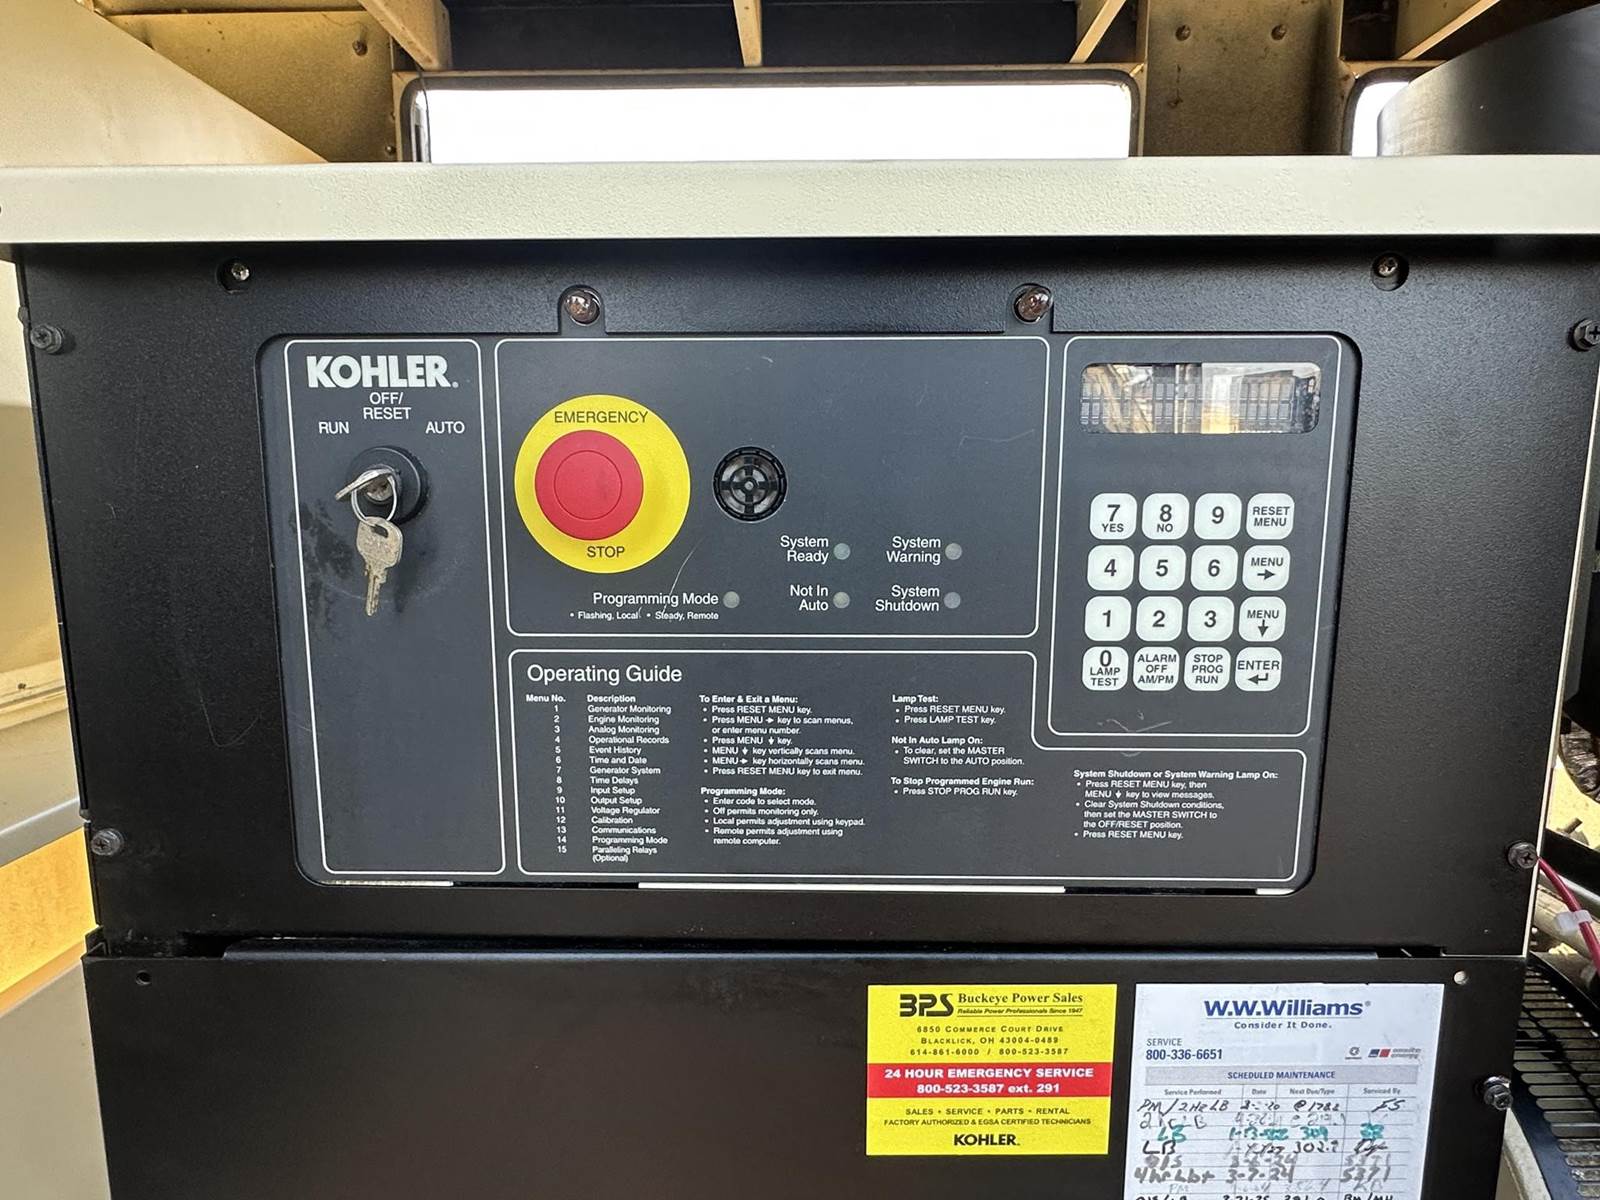 KOHLER.
OFF/
RESET
RUN
AUTO
EMERGENCY
STOP
System
Ready
System
Warning
Programming Mode
• Flashing, Local • Steady, Remote
Not In
Auto
System
Shutdown
7
YES
8
NO
9
RESET
MENU
4
5
6
MENU
→
1
2
3
MENU
↓
0
LAMP
TEST
ALARM
OFF
AM/PM
STOP
PROG
RUN
ENTER
Operating Guide
Menu No. Description
1 Generator Monitoring
2 Engine Monitoring
3 Analog Monitoring
4 Operational Records
5 Event History
6 Time and Date
7 Generator System
8 Time Delays
9 Input Setup
10 Output Setup
11 Voltage Regulator
12 Calibration
13 Communications
14 Programming Mode
15 Paralleling Relays
(Optional)
To Enter & Exit a Menu:
• Press RESET MENU key.
• Press MENU → key to scan menus,
or enter menu number.
• Press MENU ↓ key.
• MENU ↓ key vertically scans menu.
• MENU → key horizontally scans menu.
• Press RESET MENU key to exit menu.
Programming Mode:
• Enter code to select mode.
• Off permits monitoring only.
• Local permits adjustment using keypad.
• Remote permits adjustment using
remote computer.
Lamp Test:
• Press RESET MENU key.
• Press LAMP TEST key.
Not In Auto Lamp On:
• To clear, set the MASTER
SWITCH to the AUTO position.
To Stop Programmed Engine Run:
• Press STOP PROG RUN key.
System Shutdown or System Warning Lamp On:
• Press RESET MENU key, then
MENU ↓ key to view messages.
• Clear System Shutdown conditions,
then set the MASTER SWITCH to
the OFF/RESET position.
• Press RESET MENU key.
BPS Buckeye Power Sales
Reliable Power Professionals Since 1947
6850 COMMERCE COURT DRIVE
BLACKLICK, OH 43004-0489
614-861-6000 / 800-523-3587
24 HOUR EMERGENCY SERVICE
800-523-3587 ext. 291
SALES • SERVICE • PARTS • RENTAL
FACTORY AUTHORIZED & EGSA CERTIFIED TECHNICIANS
KOHLER.
W.W.Williams®
Consider It Done.
SERVICE
800-336-6651
SCHEDULED MAINTENANCE
Service Performed Date Next Due/Type Serviced By
LB 1-13-22 309
LB 302.7
3-7-24 5371